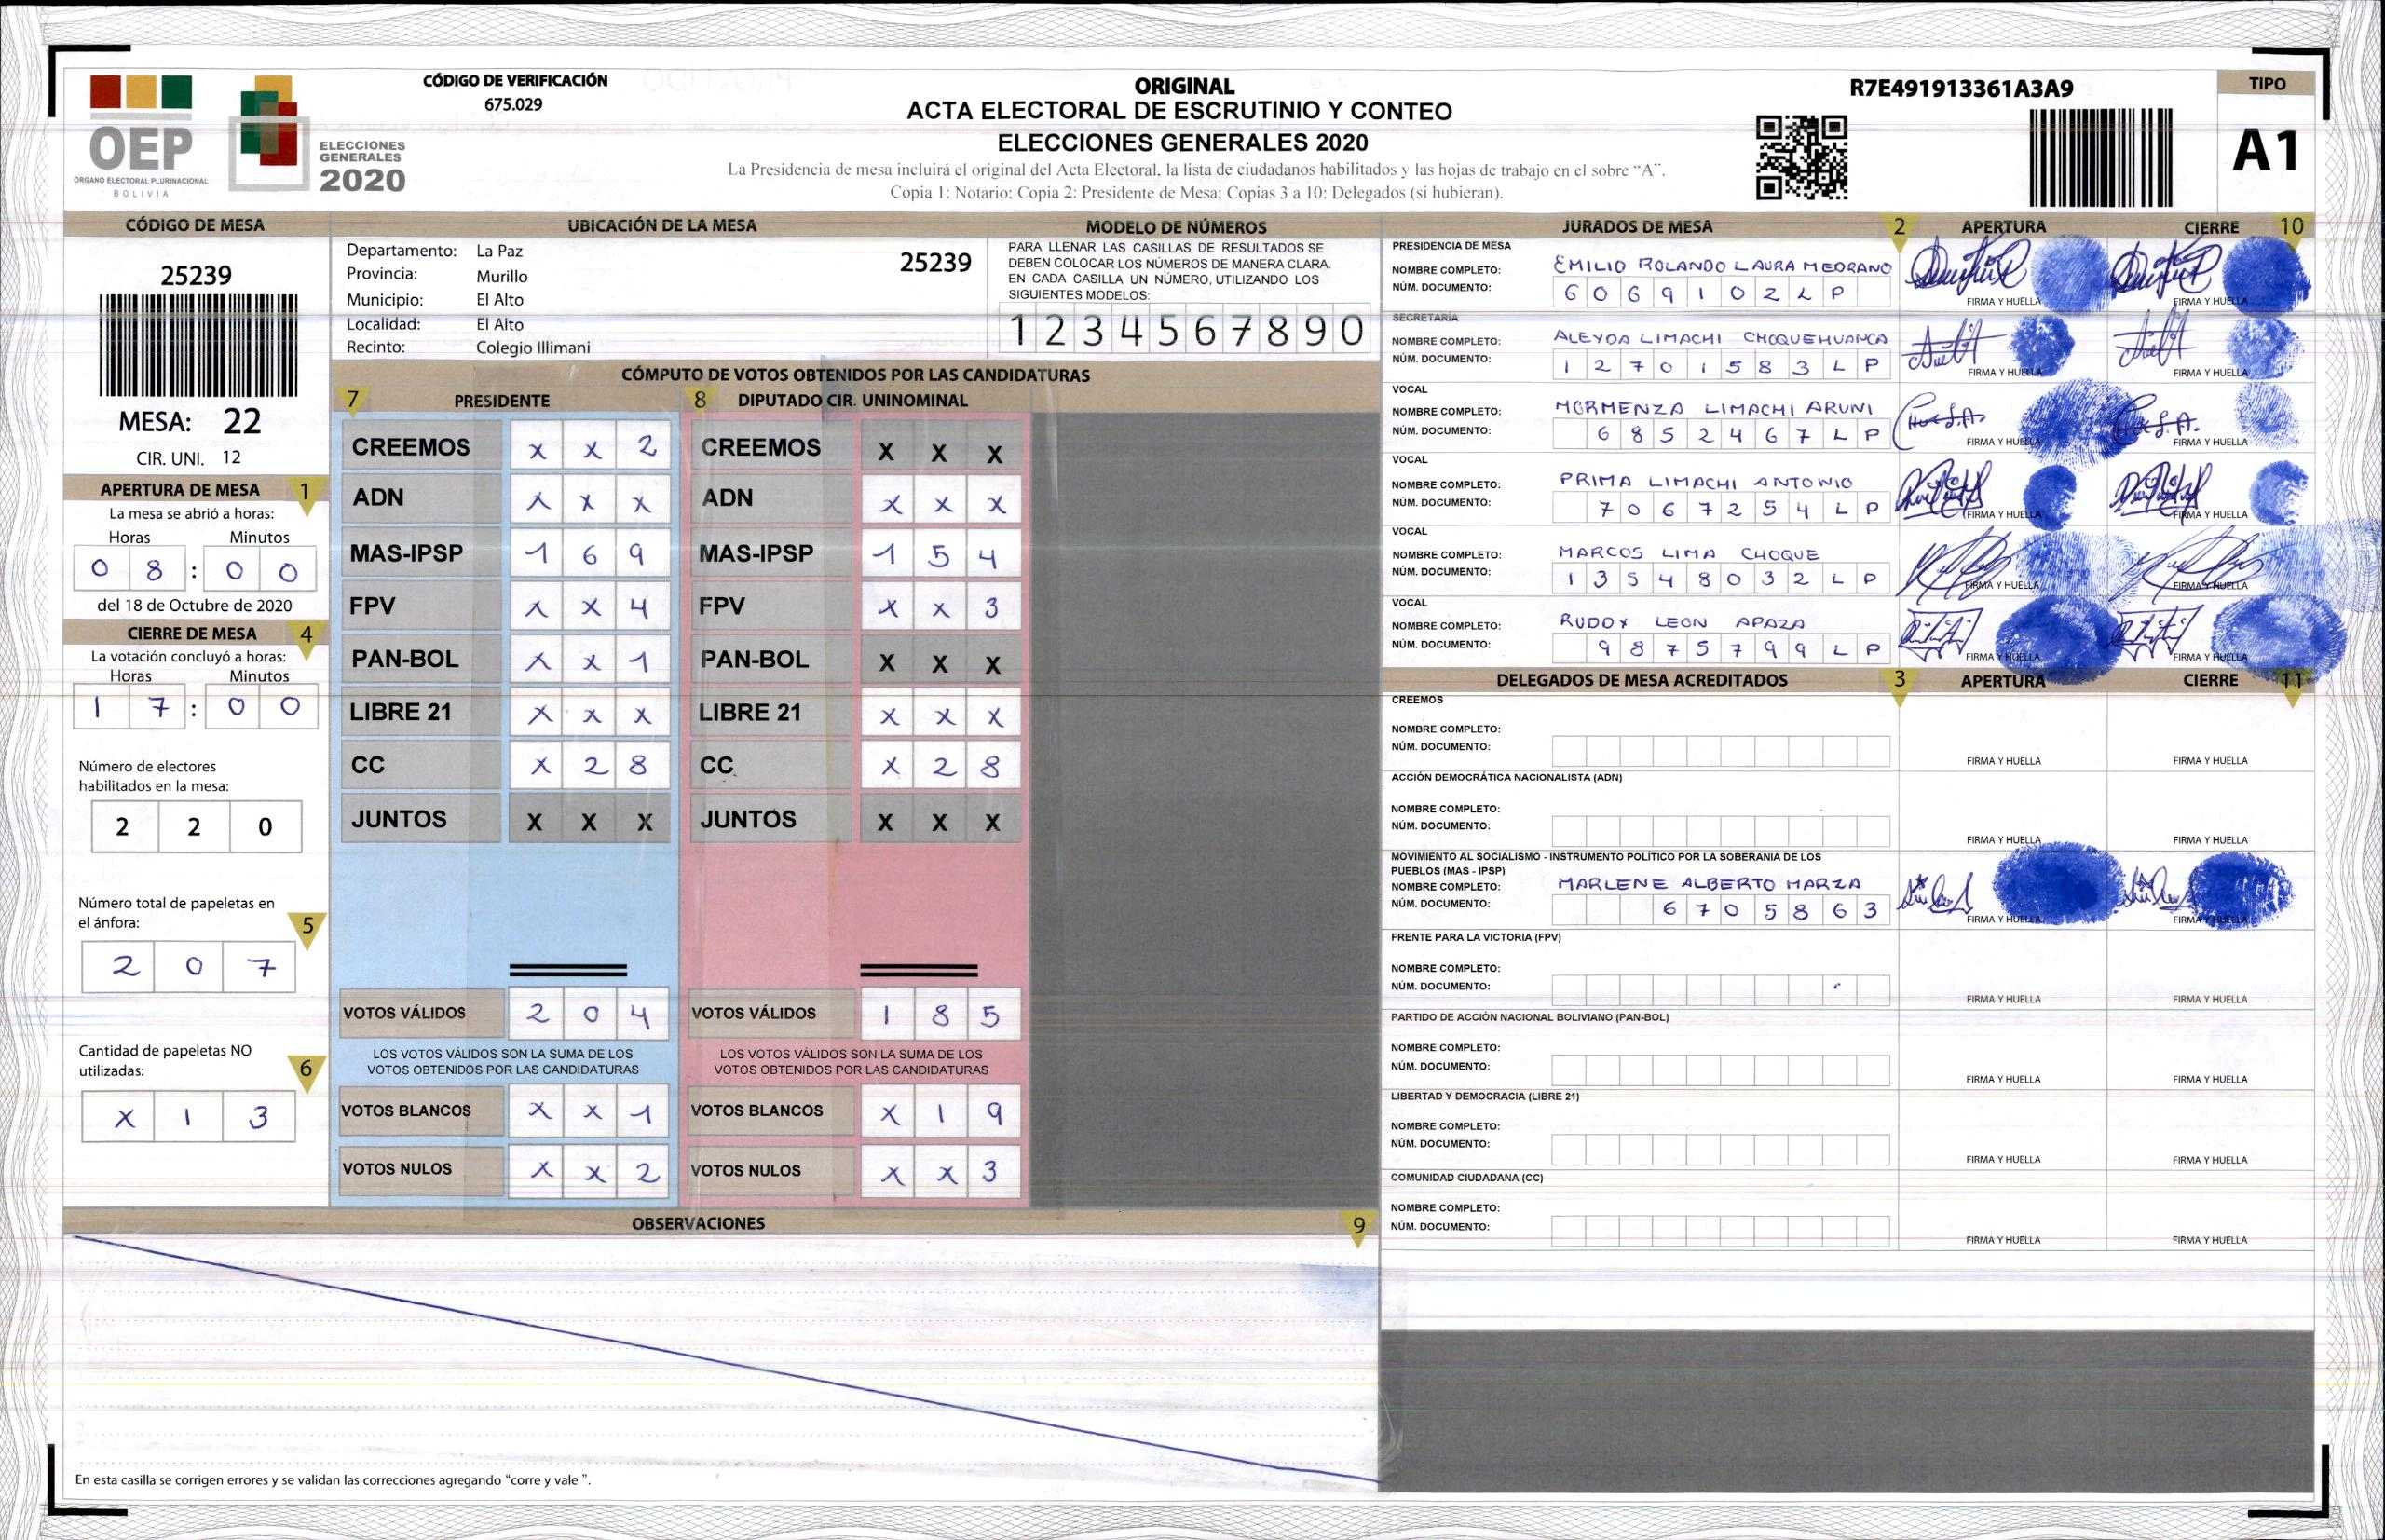 CÓDIGO DE VERIFICACIÓN
675.029
OEP
ÓRGANO ELECTORAL PLURINACIONAL
BOLIVIA
ELECCIONES
GENERALES
2020
ORIGINAL
ACTA ELECTORAL DE ESCRUTINIO Y CONTEO
ELECCIONES GENERALES 2020
La Presidencia de mesa incluirá el original del Acta Electoral, la lista de ciudadanos habilitados y las hojas de trabajo en el sobre "A".
Copia 1: Notario; Copia 2: Presidente de Mesa; Copias 3 a 10: Delegados (si hubieran).
R7E491913361A3A9
TIPO
A1
CÓDIGO DE MESA
25239
MESA: 22
CIR. UNI. 12
APERTURA DE MESA 1
La mesa se abrió a horas:
Horas Minutos
0 8 : 0 0
del 18 de Octubre de 2020
CIERRE DE MESA 4
La votación concluyó a horas:
Horas Minutos
1 7 : 0 0
Número de electores
habilitados en la mesa:
2 2 0
Número total de papeletas en
el ánfora: 5
2 0 7
Cantidad de papeletas NO
utilizadas: 6
X 1 3
UBICACIÓN DE LA MESA
Departamento: La Paz
25239
Provincia: Murillo
Municipio: El Alto
Localidad: El Alto
Recinto: Colegio Illimani
MODELO DE NÚMEROS
PARA LLENAR LAS CASILLAS DE RESULTADOS SE
DEBEN COLOCAR LOS NÚMEROS DE MANERA CLARA.
EN CADA CASILLA UN NÚMERO, UTILIZANDO LOS
SIGUIENTES MODELOS:
1 2 3 4 5 6 7 8 9 0
CÓMPUTO DE VOTOS OBTENIDOS POR LAS CANDIDATURAS
7 PRESIDENTE
CREEMOS X X 2
ADN X X X
MAS-IPSP 1 6 9
FPV X X 4
PAN-BOL X X 1
LIBRE 21 X X X
CC X 2 8
JUNTOS X X X
VOTOS VÁLIDOS 2 0 4
LOS VOTOS VÁLIDOS SON LA SUMA DE LOS
VOTOS OBTENIDOS POR LAS CANDIDATURAS
VOTOS BLANCOS X X 1
VOTOS NULOS X X 2
8 DIPUTADO CIR. UNINOMINAL
CREEMOS X X X
ADN X X X
MAS-IPSP 1 5 4
FPV X X 3
PAN-BOL X X X
LIBRE 21 X X X
CC X 2 8
JUNTOS X X X
VOTOS VÁLIDOS 1 8 5
LOS VOTOS VÁLIDOS SON LA SUMA DE LOS
VOTOS OBTENIDOS POR LAS CANDIDATURAS
VOTOS BLANCOS X 1 9
VOTOS NULOS X X 3
OBSERVACIONES 9
En esta casilla se corrigen errores y se validan las correcciones agregando "corre y vale ".
JURADOS DE MESA 2 APERTURA CIERRE 10
PRESIDENCIA DE MESA
NOMBRE COMPLETO: EMILIO ROLANDO LAURA MEDRANO
NÚM. DOCUMENTO: 6 0 6 9 1 0 2 L P
FIRMA Y HUELLA FIRMA Y HUELLA
SECRETARÍA
NOMBRE COMPLETO: ALEYDA LIMACHI CHOQUEHUANCA
NÚM. DOCUMENTO: 1 2 7 0 1 5 8 3 L P
FIRMA Y HUELLA FIRMA Y HUELLA
VOCAL
NOMBRE COMPLETO: HORMENZA LIMACHI ARUNI
NÚM. DOCUMENTO: 6 8 5 2 4 6 7 L P
FIRMA Y HUELLA FIRMA Y HUELLA
VOCAL
NOMBRE COMPLETO: PRIMA LIMACHI ANTONIO
NÚM. DOCUMENTO: 7 0 6 7 2 5 4 L P
FIRMA Y HUELLA FIRMA Y HUELLA
VOCAL
NOMBRE COMPLETO: MARCOS LIMA CHOQUE
NÚM. DOCUMENTO: 1 3 5 4 8 0 3 2 L P
FIRMA Y HUELLA FIRMA Y HUELLA
VOCAL
NOMBRE COMPLETO: RUDDY LEON APAZA
NÚM. DOCUMENTO: 9 8 7 5 7 9 9 L P
FIRMA Y HUELLA FIRMA Y HUELLA
DELEGADOS DE MESA ACREDITADOS 3 APERTURA CIERRE 11
CREEMOS
NOMBRE COMPLETO:
NÚM. DOCUMENTO:
FIRMA Y HUELLA FIRMA Y HUELLA
ACCIÓN DEMOCRÁTICA NACIONALISTA (ADN)
NOMBRE COMPLETO:
NÚM. DOCUMENTO:
FIRMA Y HUELLA FIRMA Y HUELLA
MOVIMIENTO AL SOCIALISMO - INSTRUMENTO POLÍTICO POR LA SOBERANIA DE LOS
PUEBLOS (MAS - IPSP)
NOMBRE COMPLETO: MARLENE ALBERTO MARZA
NÚM. DOCUMENTO: 6 7 0 5 8 6 3
FIRMA Y HUELLA FIRMA Y HUELLA
FRENTE PARA LA VICTORIA (FPV)
NOMBRE COMPLETO:
NÚM. DOCUMENTO:
FIRMA Y HUELLA FIRMA Y HUELLA
PARTIDO DE ACCIÓN NACIONAL BOLIVIANO (PAN-BOL)
NOMBRE COMPLETO:
NÚM. DOCUMENTO:
FIRMA Y HUELLA FIRMA Y HUELLA
LIBERTAD Y DEMOCRACIA (LIBRE 21)
NOMBRE COMPLETO:
NÚM. DOCUMENTO:
FIRMA Y HUELLA FIRMA Y HUELLA
COMUNIDAD CIUDADANA (CC)
NOMBRE COMPLETO:
NÚM. DOCUMENTO:
FIRMA Y HUELLA FIRMA Y HUELLA